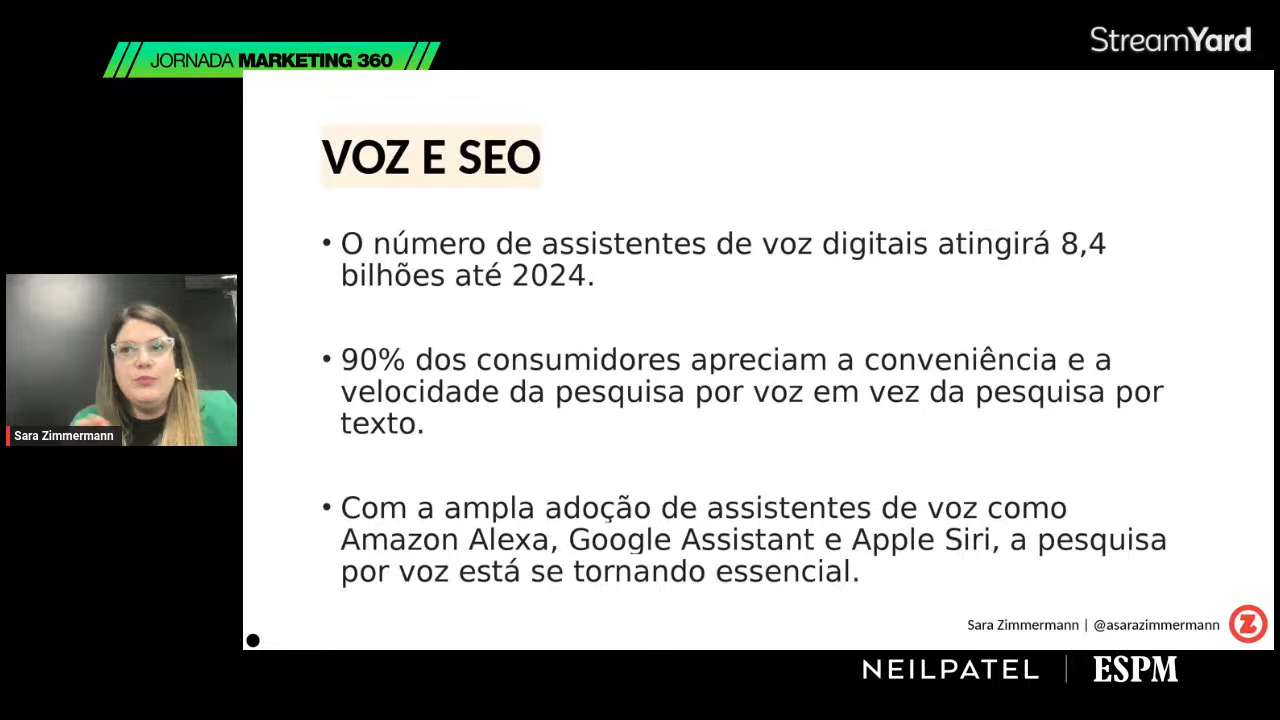 JORNADA MARKETING 360
StreamYard
VOZ E SEO
• O número de assistentes de voz digitais atingirá 8,4
bilhões até 2024.
• 90% dos consumidores apreciam a conveniência e a
velocidade da pesquisa por voz em vez da pesquisa por
texto.
• Com a ampla adoção de assistentes de voz como
Amazon Alexa, Google Assistant e Apple Siri, a pesquisa
por voz está se tornando essencial.
Sara Zimmermann
Sara Zimmermann | @asarazimmermann
Z
NEILPATEL | ESPM